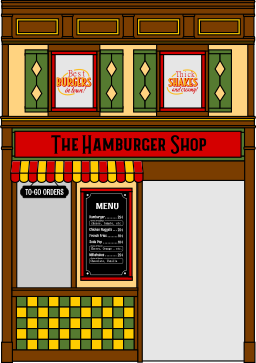 Best
BURGERS
in town!
Thick
SHAKES
and creamy!
THE HAMBURGER SHOP
TO-GO ORDERS
MENU
Hamburger
Chicken Nuggets
French Fries
Soda Pop
Milkshakes